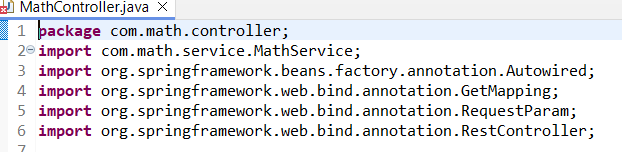 MathController.java
1 package com.math.controller;
2 import com.math.service.MathService;
3 import org.springframework.beans.factory.annotation.Autowired;
4 import org.springframework.web.bind.annotation.GetMapping;
5 import org.springframework.web.bind.annotation.RequestParam;
6 import org.springframework.web.bind.annotation.RestController;
7